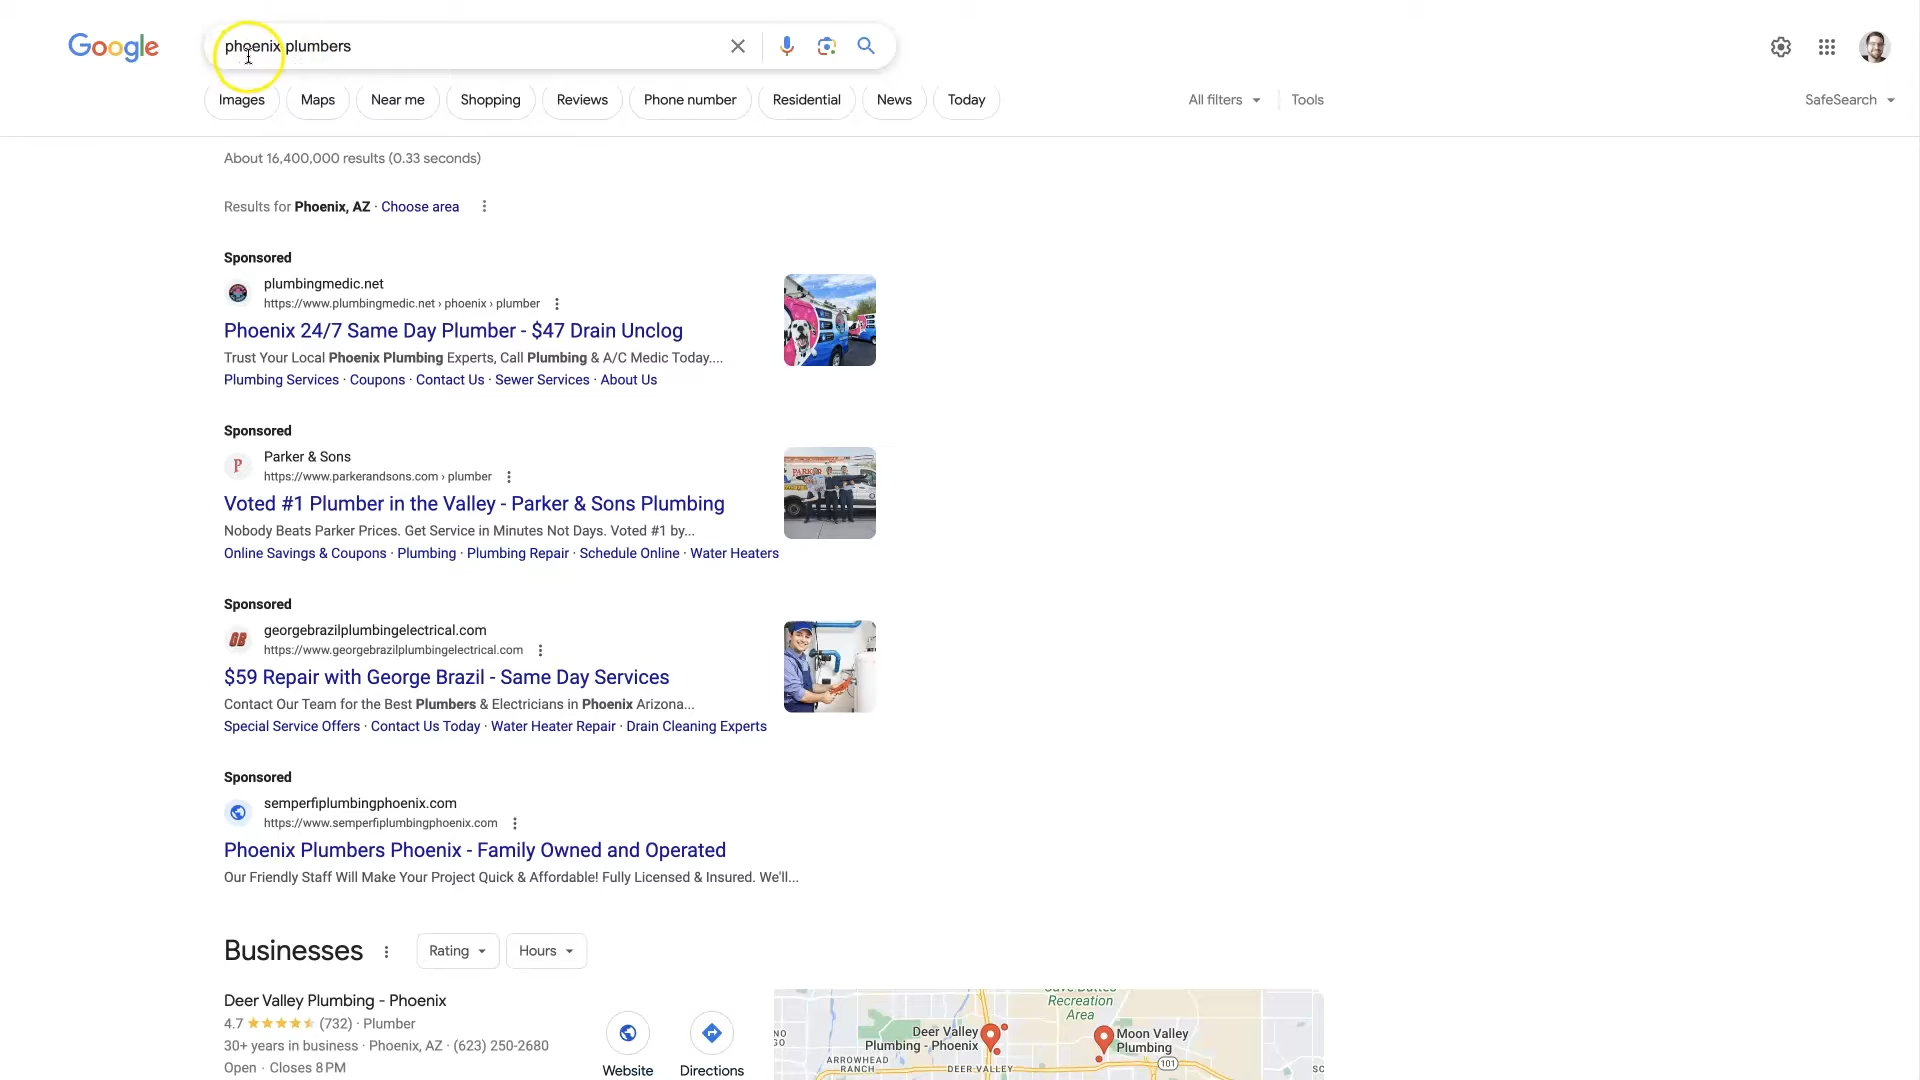 Google
phoenix plumbers
Images
Maps
Near me
Shopping
Reviews
Phone number
Residential
News
Today
All filters
Tools
SafeSearch
About 16,400,000 results (0.33 seconds)
Results for Phoenix, AZ · Choose area
Sponsored
plumbingmedic.net
https://www.plumbingmedic.net › phoenix › plumber
Phoenix 24/7 Same Day Plumber - $47 Drain Unclog
Trust Your Local Phoenix Plumbing Experts, Call Plumbing & A/C Medic Today....
Plumbing Services · Coupons · Contact Us · Sewer Services · About Us
Sponsored
P
Parker & Sons
https://www.parkerandsons.com › plumber
Voted #1 Plumber in the Valley - Parker & Sons Plumbing
Nobody Beats Parker Prices. Get Service in Minutes Not Days. Voted #1 by...
Online Savings & Coupons · Plumbing · Plumbing Repair · Schedule Online · Water Heaters
PARKER
Sponsored
GB
georgebrazilplumbingelectrical.com
https://www.georgebrazilplumbingelectrical.com
$59 Repair with George Brazil - Same Day Services
Contact Our Team for the Best Plumbers & Electricians in Phoenix Arizona...
Special Service Offers · Contact Us Today · Water Heater Repair · Drain Cleaning Experts
Sponsored
semperfiplumbingphoenix.com
https://www.semperfiplumbingphoenix.com
Phoenix Plumbers Phoenix - Family Owned and Operated
Our Friendly Staff Will Make Your Project Quick & Affordable! Fully Licensed & Insured. We'll...
Businesses
Rating
Hours
Deer Valley Plumbing - Phoenix
4.7 (732) · Plumber
30+ years in business · Phoenix, AZ · (623) 250-2680
Open · Closes 8 PM
Website
Directions
Recreation
Area
Deer Valley
Plumbing - Phoenix
Moon Valley
Plumbing
ARROWHEAD
RANCH
DEER VALLEY
101
SC